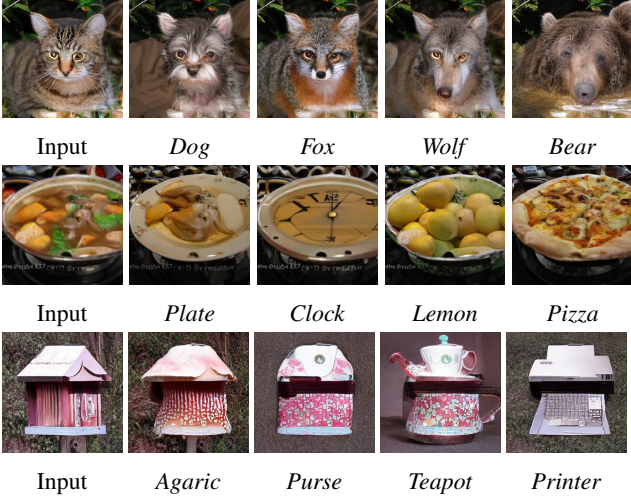 Input Dog Fox Wolf Bear
Input Plate Clock Lemon Pizza
Input Agaric Purse Teapot Printer